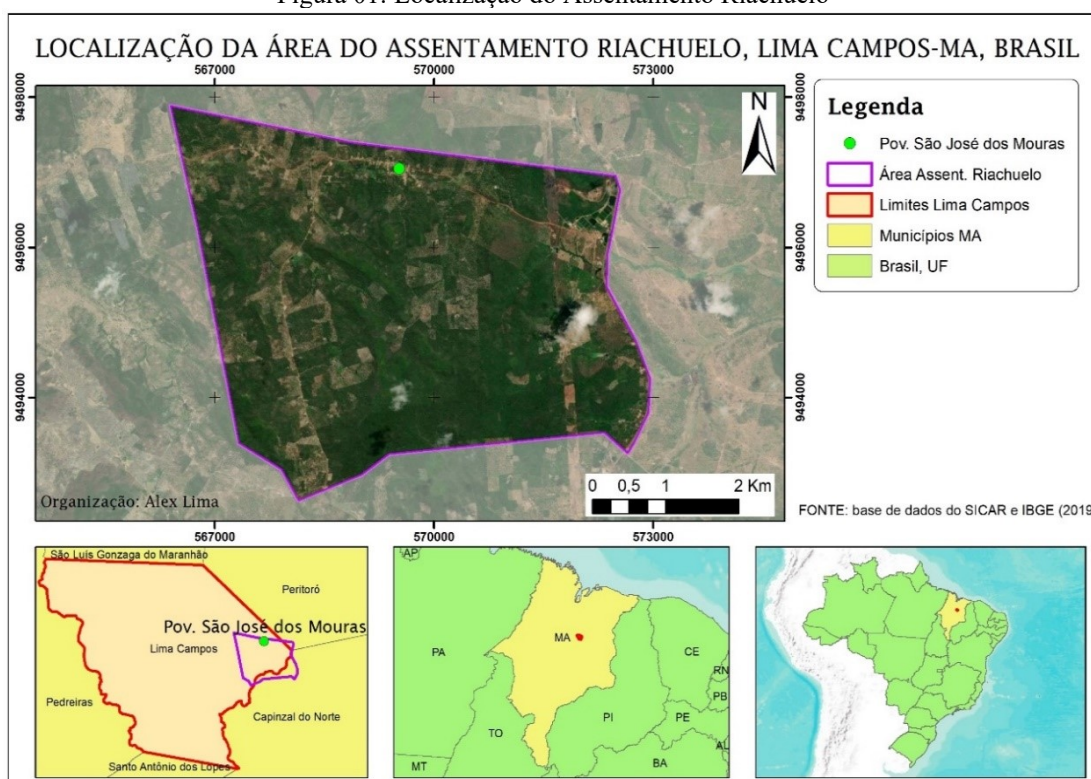 Figura 01: Localização do Assentamento Riachuelo
LOCALIZAÇÃO DA ÁREA DO ASSENTAMENTO RIACHUELO, LIMA CAMPOS-MA, BRASIL
567000
570000
573000
9498000
9498000
9496000
9496000
9494000
9494000
N
0 0,5 1 2 Km
Organização: Alex Lima
567000
570000
573000
Legenda
Pov. São José dos Mouras
Área Assent. Riachuelo
Limites Lima Campos
Municípios MA
Brasil, UF
FONTE: base de dados do SICAR e IBGE (2019
São Luis Gonzaga do Maranhão
Peritoró
Pov. São José dos Mouras
Lima Campos
Pedreiras
Capinzal do Norte
Santo Antônio dos Lopes
AP
MA
PA
CE
RN
PB
PI
PE
TO
AL
BA
MT